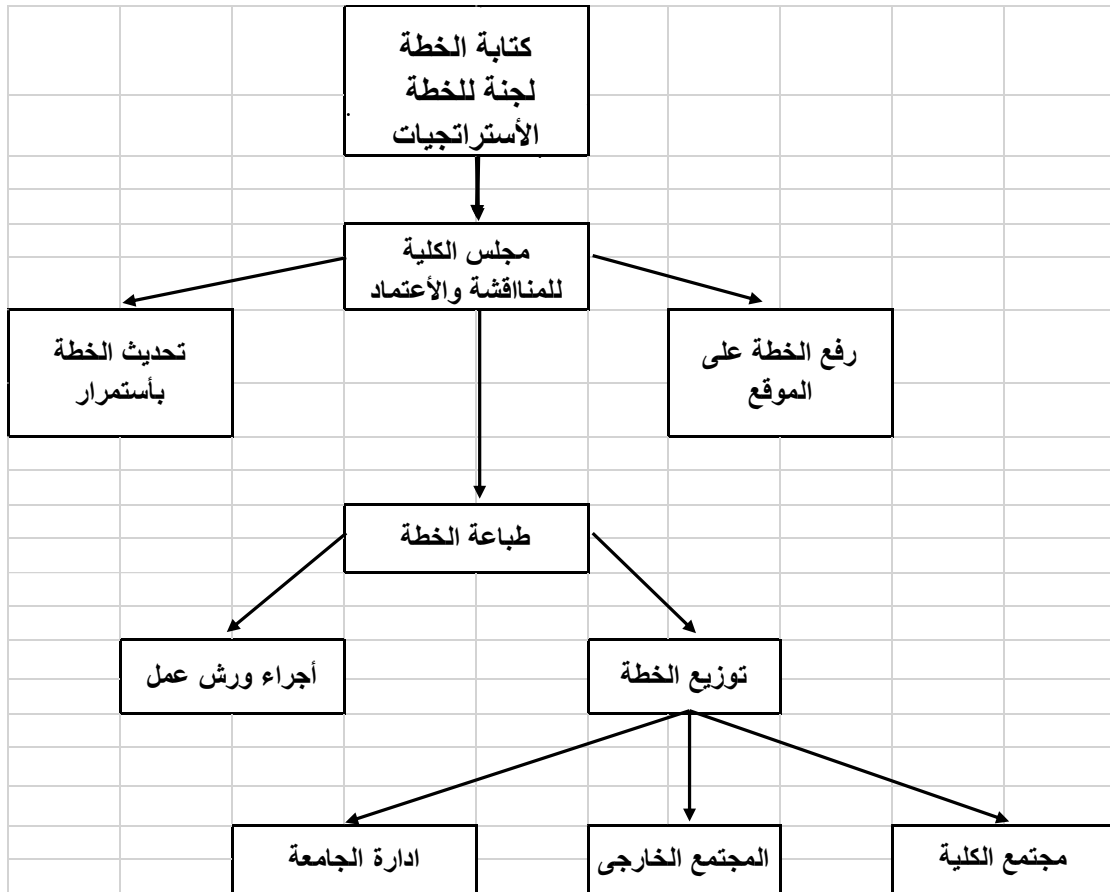 كتابة الخطة
لجنة للخطة
الأستراتجيات
مجلس الكلية
للمنااقشة والأعتماد
رفع الخطة على
الموقع
تحديث الخطة
بأستمرار
طباعة الخطة
توزيع الخطة
أجراء ورش عمل
مجتمع الكلية
المجتمع الخارجى
ادارة الجامعة